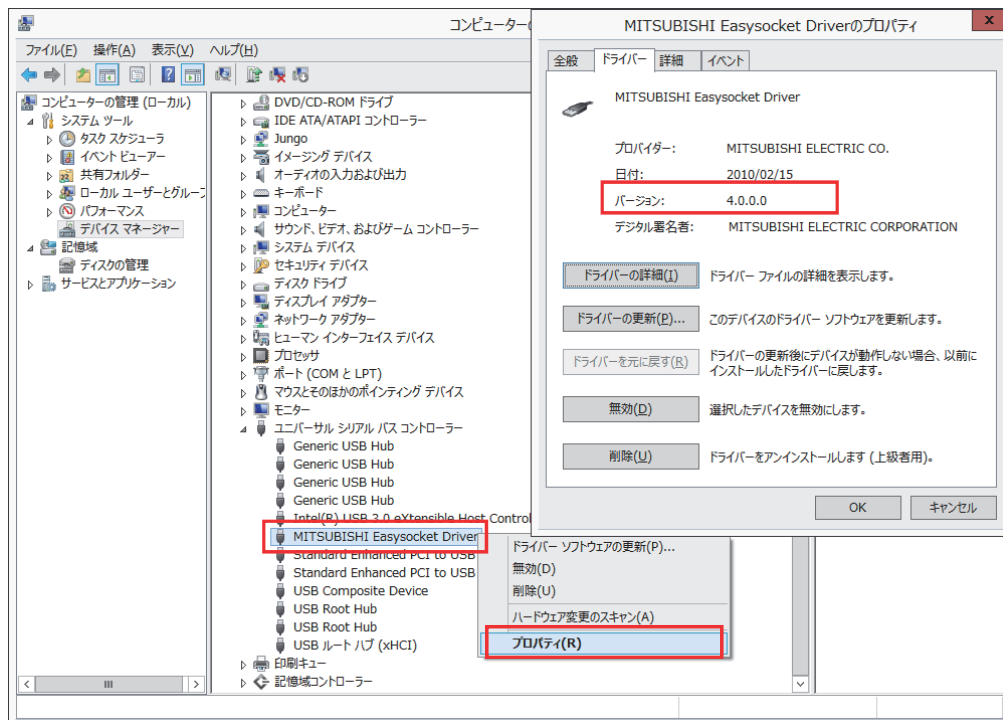 コンピューターの
ファイル(F) 操作(A) 表示(V) ヘルプ(H)
コンピューターの管理 (ローカル)
システム ツール
タスク スケジューラ
イベント ビューアー
共有フォルダー
ローカル ユーザーとグループ
パフォーマンス
デバイス マネージャー
記憶域
ディスクの管理
サービスとアプリケーション
DVD/CD-ROM ドライブ
IDE ATA/ATAPI コントローラー
Jungo
イメージング デバイス
オーディオの入力および出力
キーボード
コンピューター
サウンド、ビデオ、およびゲーム コントローラー
システム デバイス
セキュリティ デバイス
ディスク ドライブ
ディスプレイ アダプター
ネットワーク アダプター
ヒューマン インターフェイス デバイス
プロセッサ
ポート (COM と LPT)
マウスとそのほかのポインティング デバイス
モニター
ユニバーサル シリアル バス コントローラー
Generic USB Hub
Generic USB Hub
Generic USB Hub
Generic USB Hub
Intel(R) USB 3.0 eXtensible Host Control
MITSUBISHI Easysocket Driver
Standard Enhanced PCI to USB
Standard Enhanced PCI to USB
USB Composite Device
USB Root Hub
USB Root Hub
USB ルート ハブ (xHCI)
印刷キュー
記憶域コントローラー
ドライバー ソフトウェアの更新(P)...
無効(D)
削除(U)
ハードウェア変更のスキャン(A)
プロパティ(R)
MITSUBISHI Easysocket Driverのプロパティ
x
全般 ドライバー 詳細 イベント
MITSUBISHI Easysocket Driver
プロバイダー: MITSUBISHI ELECTRIC CO.
日付: 2010/02/15
バージョン: 4.0.0.0
デジタル署名者: MITSUBISHI ELECTRIC CORPORATION
ドライバーの詳細(I) ドライバー ファイルの詳細を表示します。
ドライバーの更新(P)... このデバイスのドライバー ソフトウェアを更新します。
ドライバーを元に戻す(R) ドライバーの更新後にデバイスが動作しない場合、以前に
インストールしたドライバーに戻します。
無効(D) 選択したデバイスを無効にします。
削除(U) ドライバーをアンインストールします (上級者用)。
OK キャンセル